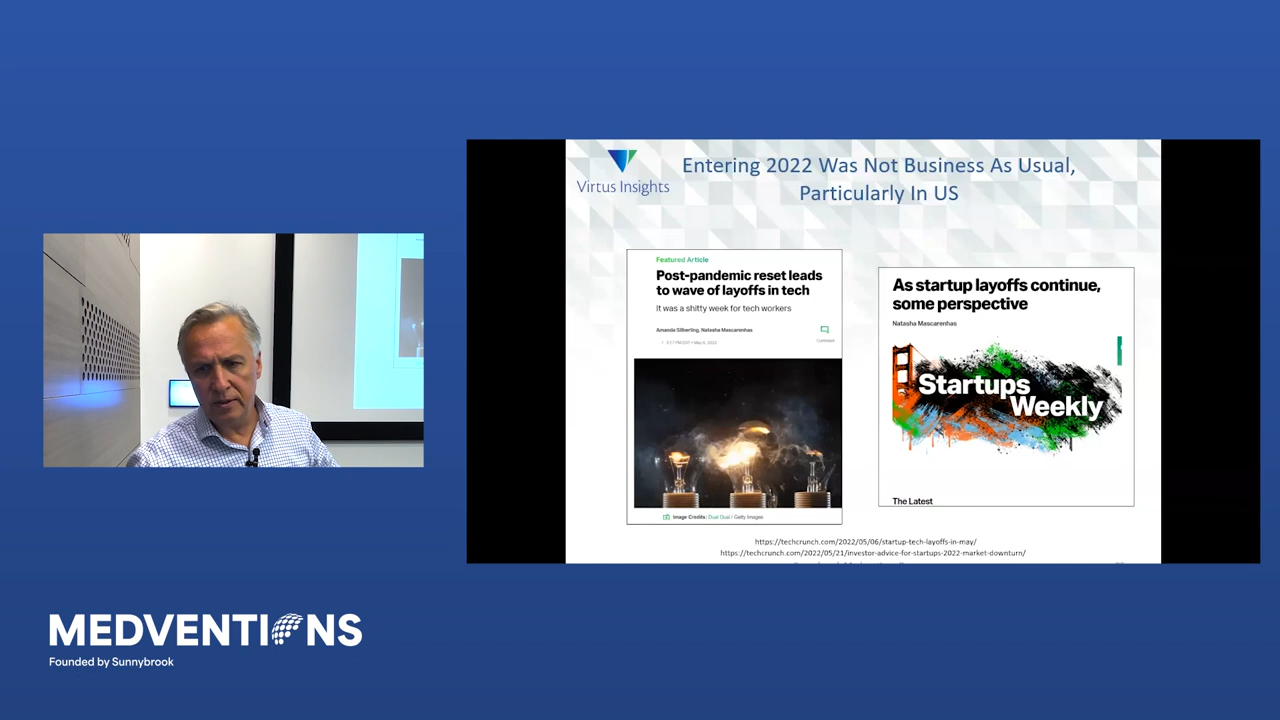 Virtus Insights
Entering 2022 Was Not Business As Usual,
Particularly In US
Featured Article
Post-pandemic reset leads
to wave of layoffs in tech
It was a shitty week for tech workers
Amanda Silberling, Natasha Mascarenhas
Comment
Image Credits: Dual Dual / Getty Images
As startup layoffs continue,
some perspective
Natasha Mascarenhas
Startups
Weekly
The Latest
https://techcrunch.com/2022/05/06/startup-tech-layoffs-in-may/
https://techcrunch.com/2022/05/21/investor-advice-for-startups-2022-market-downturn/
MEDVENTIONS
Founded by Sunnybrook